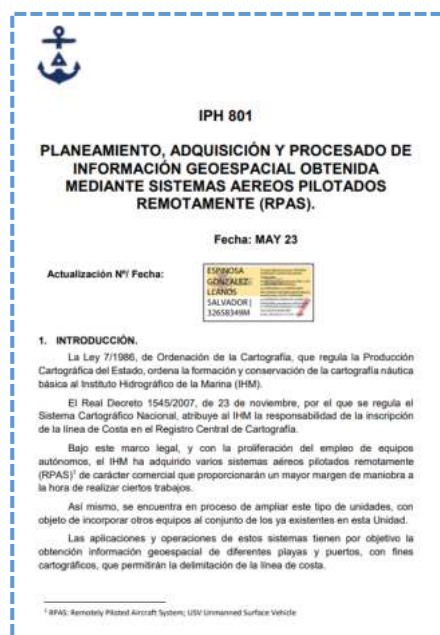 IPH 801
PLANEAMIENTO, ADQUISICIÓN Y PROCESADO DE
INFORMACIÓN GEOESPACIAL OBTENIDA
MEDIANTE SISTEMAS AEREOS PILOTADOS
REMOTAMENTE (RPAS).
Fecha: MAY 23
Actualización Nº/ Fecha:
ESPINOSA
GONZALEZ-
LLANOS
SALVADOR |
32658349M
1. INTRODUCCIÓN.
La Ley 7/1986, de Ordenación de la Cartografía, que regula la Producción
Cartográfica del Estado, ordena la formación y conservación de la cartografía náutica
básica al Instituto Hidrográfico de la Marina (IHM).
El Real Decreto 1545/2007, de 23 de noviembre, por el que se regula el
Sistema Cartográfico Nacional, atribuye al IHM la responsabilidad de la inscripción
de la línea de Costa en el Registro Central de Cartografía.
Bajo este marco legal, y con la proliferación del empleo de equipos
autónomos, el IHM ha adquirido varios sistemas aéreos pilotados remotamente
(RPAS)¹ de carácter comercial que proporcionarán un mayor margen de maniobra a
la hora de realizar ciertos trabajos.
Así mismo, se encuentra en proceso de ampliar este tipo de unidades, con
objeto de incorporar otros equipos al conjunto de los ya existentes en esta Unidad.
Las aplicaciones y operaciones de estos sistemas tienen por objetivo la
obtención información geoespacial de diferentes playas y puertos, con fines
cartográficos, que permitirán la delimitación de la línea de costa.
¹ RPAS: Remotely Piloted Aircraft System; USV Unmanned Surface Vehicle